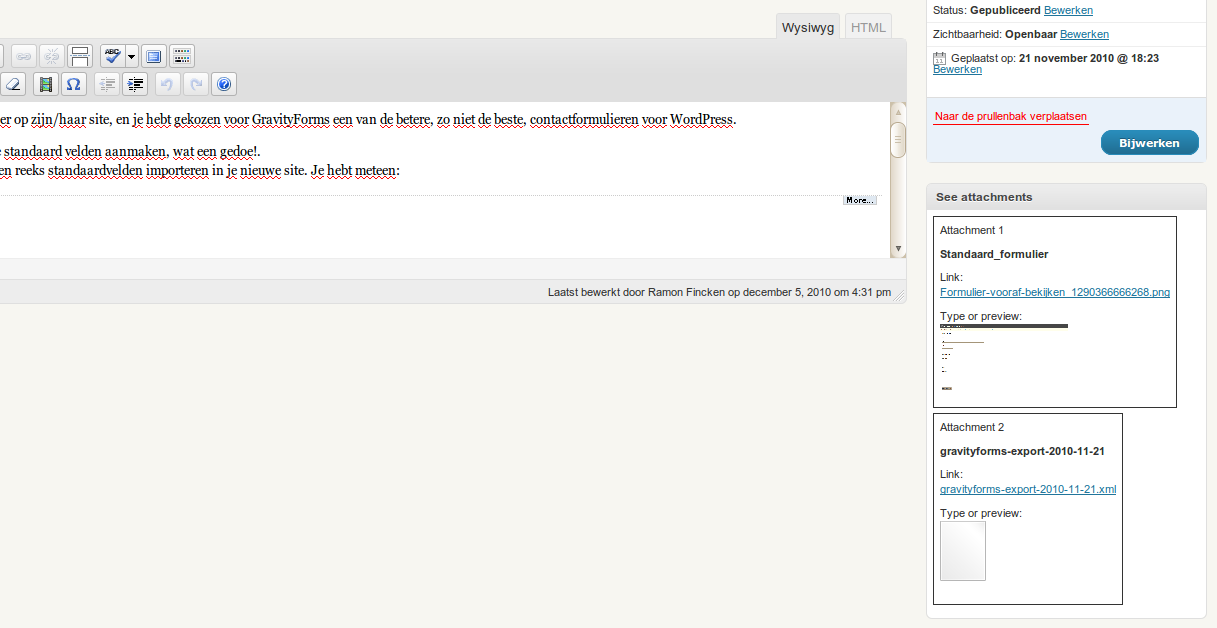 Wysiwyg HTML
ABC
er op zijn/haar site, en je hebt gekozen voor GravityForms een van de betere, zo niet de beste, contactformulieren voor WordPress.
standaard velden aanmaken, wat een gedoe!.
en reeks standaardvelden importeren in je nieuwe site. Je hebt meteen:
More...
Laatst bewerkt door Ramon Fincken op december 5, 2010 om 4:31 pm
Status: Gepubliceerd Bewerken
Zichtbaarheid: Openbaar Bewerken
Geplaatst op: 21 november 2010 @ 18:23
Bewerken
Naar de prullenbak verplaatsen
Bijwerken
See attachments
Attachment 1
Standaard_formulier
Link:
Formulier-vooraf-bekijken_1290366666268.png
Type or preview:
Attachment 2
gravityforms-export-2010-11-21
Link:
gravityforms-export-2010-11-21.xml
Type or preview: